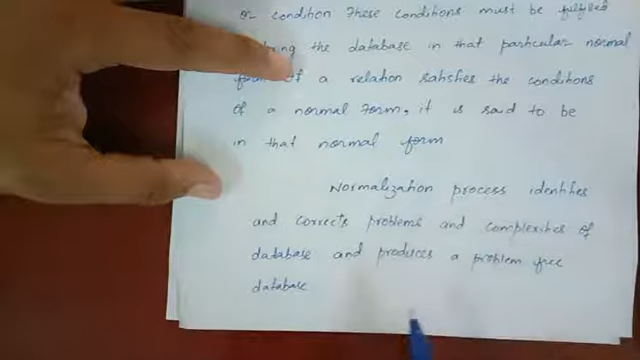 or condition These conditions must be fulfilled
the database in that particular normal
If a relation satisfies the conditions
of a normal form, it is said to be
in that normal form
Normalization process identifies
and corrects problems and complexities of
database and produces a problem free
database